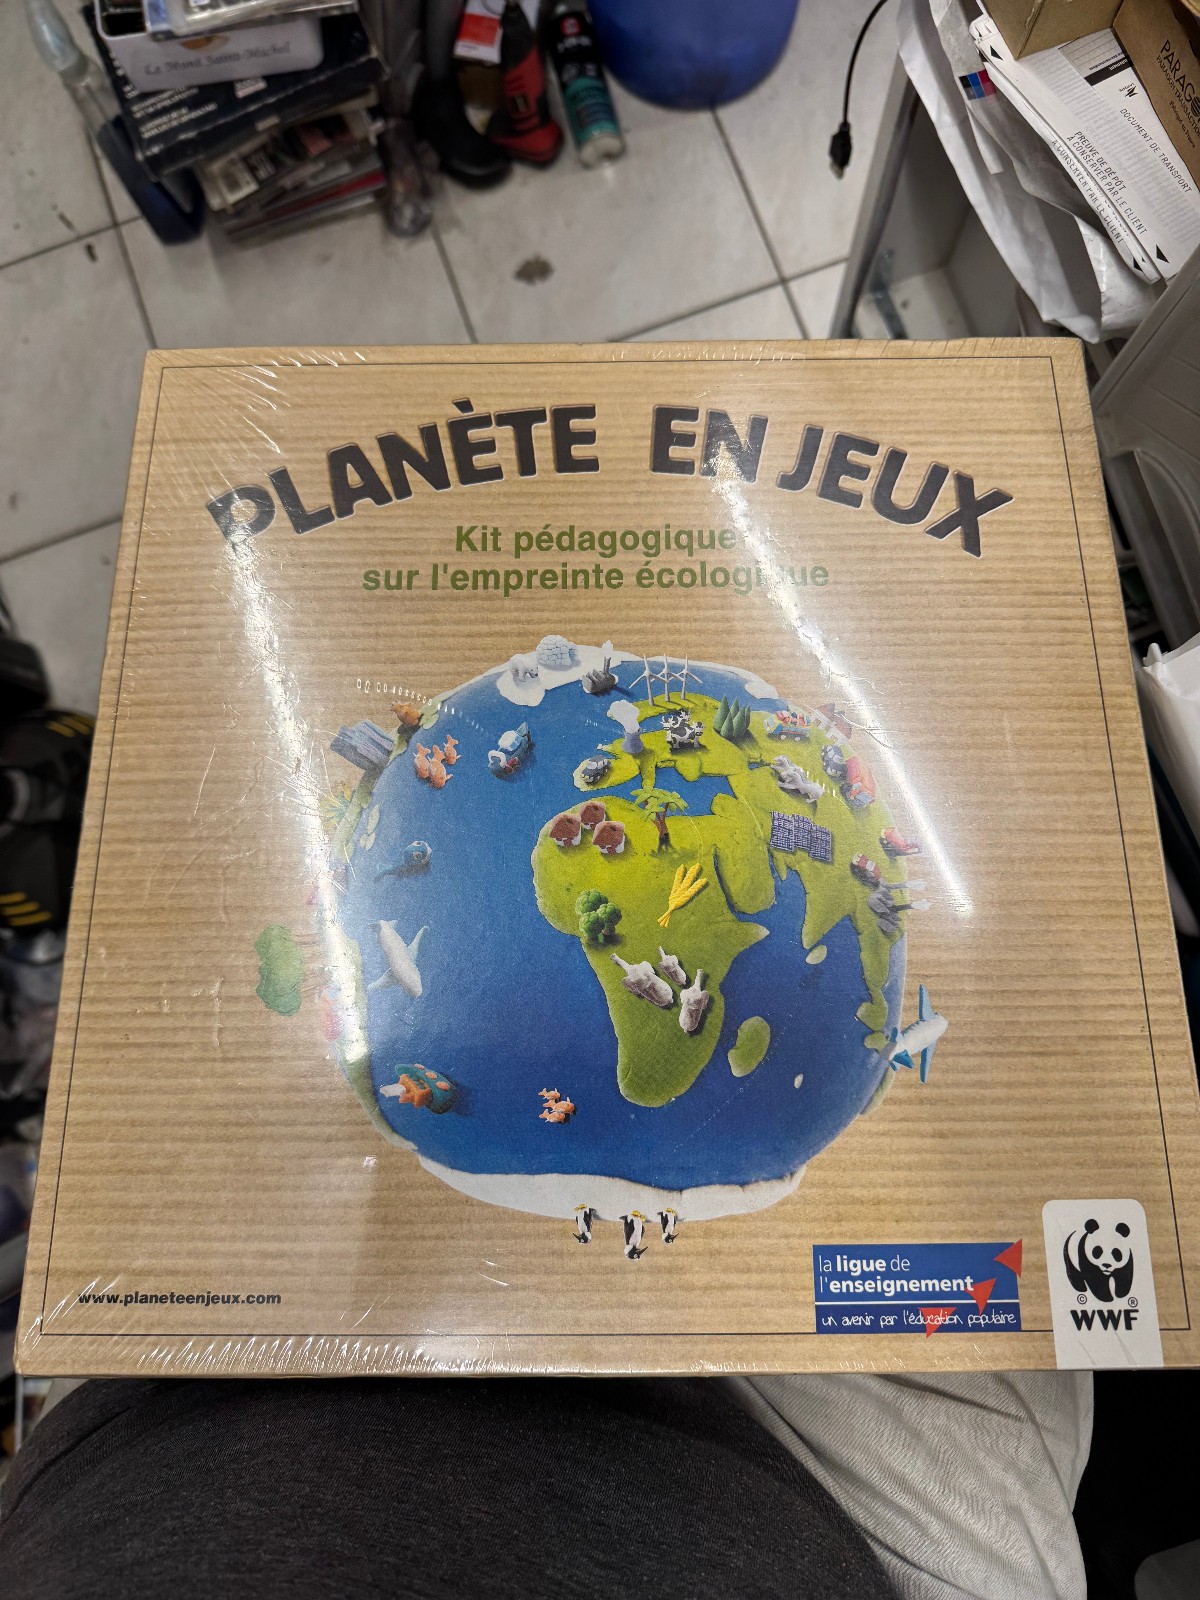 Le Mont Saint-Michel
PARAGO
DOCUMENT DE TRANSPORT
PREUVE DE DÉPÔT
À CONSERVER PAR LE CLIENT
PLANÈTE EN JEUX
Kit pédagogique
sur l'empreinte écologique
www.planeteenjeux.com
la ligue de
l'enseignement
un avenir par l'éducation populaire
©
®
WWF